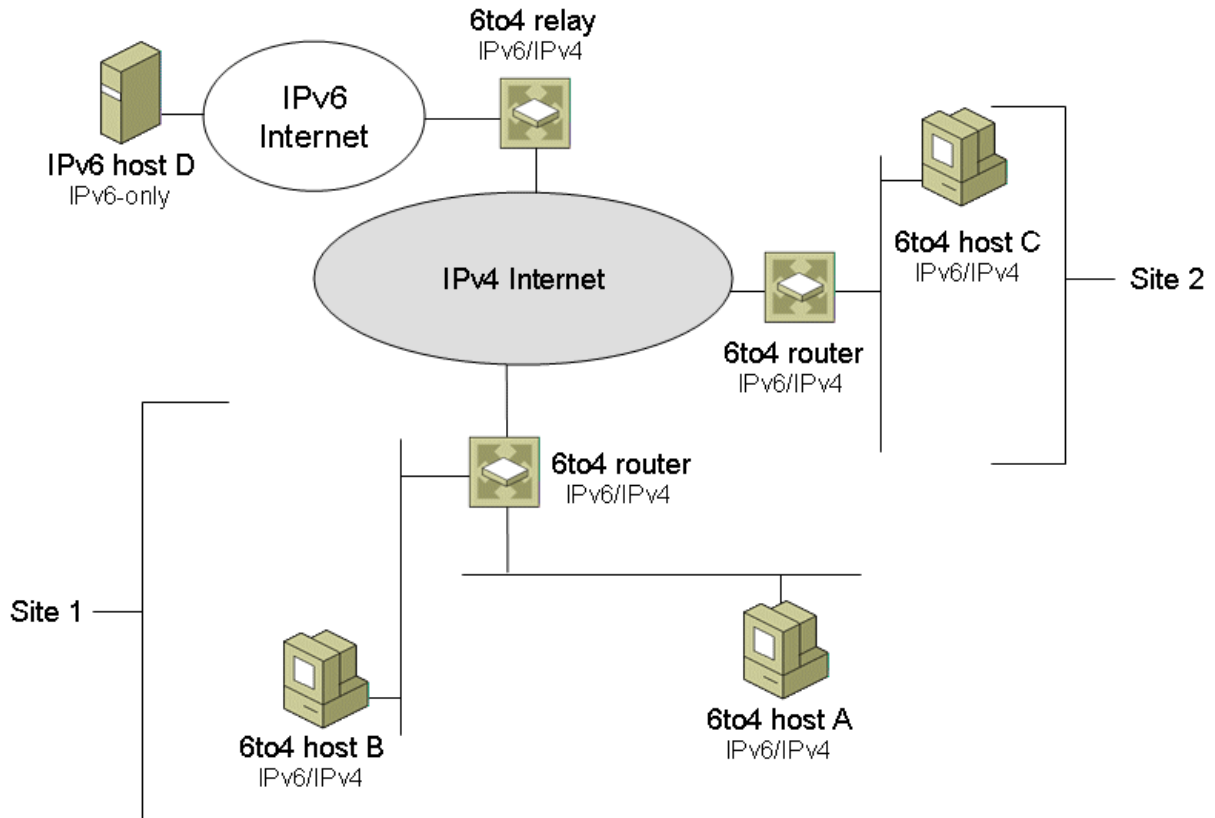 6to4 relay
IPv6/IPv4
IPv6
Internet
IPv6 host D
IPv6-only
6to4 host C
IPv6/IPv4
IPv4 Internet
Site 2
6to4 router
IPv6/IPv4
6to4 router
IPv6/IPv4
Site 1
6to4 host A
IPv6/IPv4
6to4 host B
IPv6/IPv4